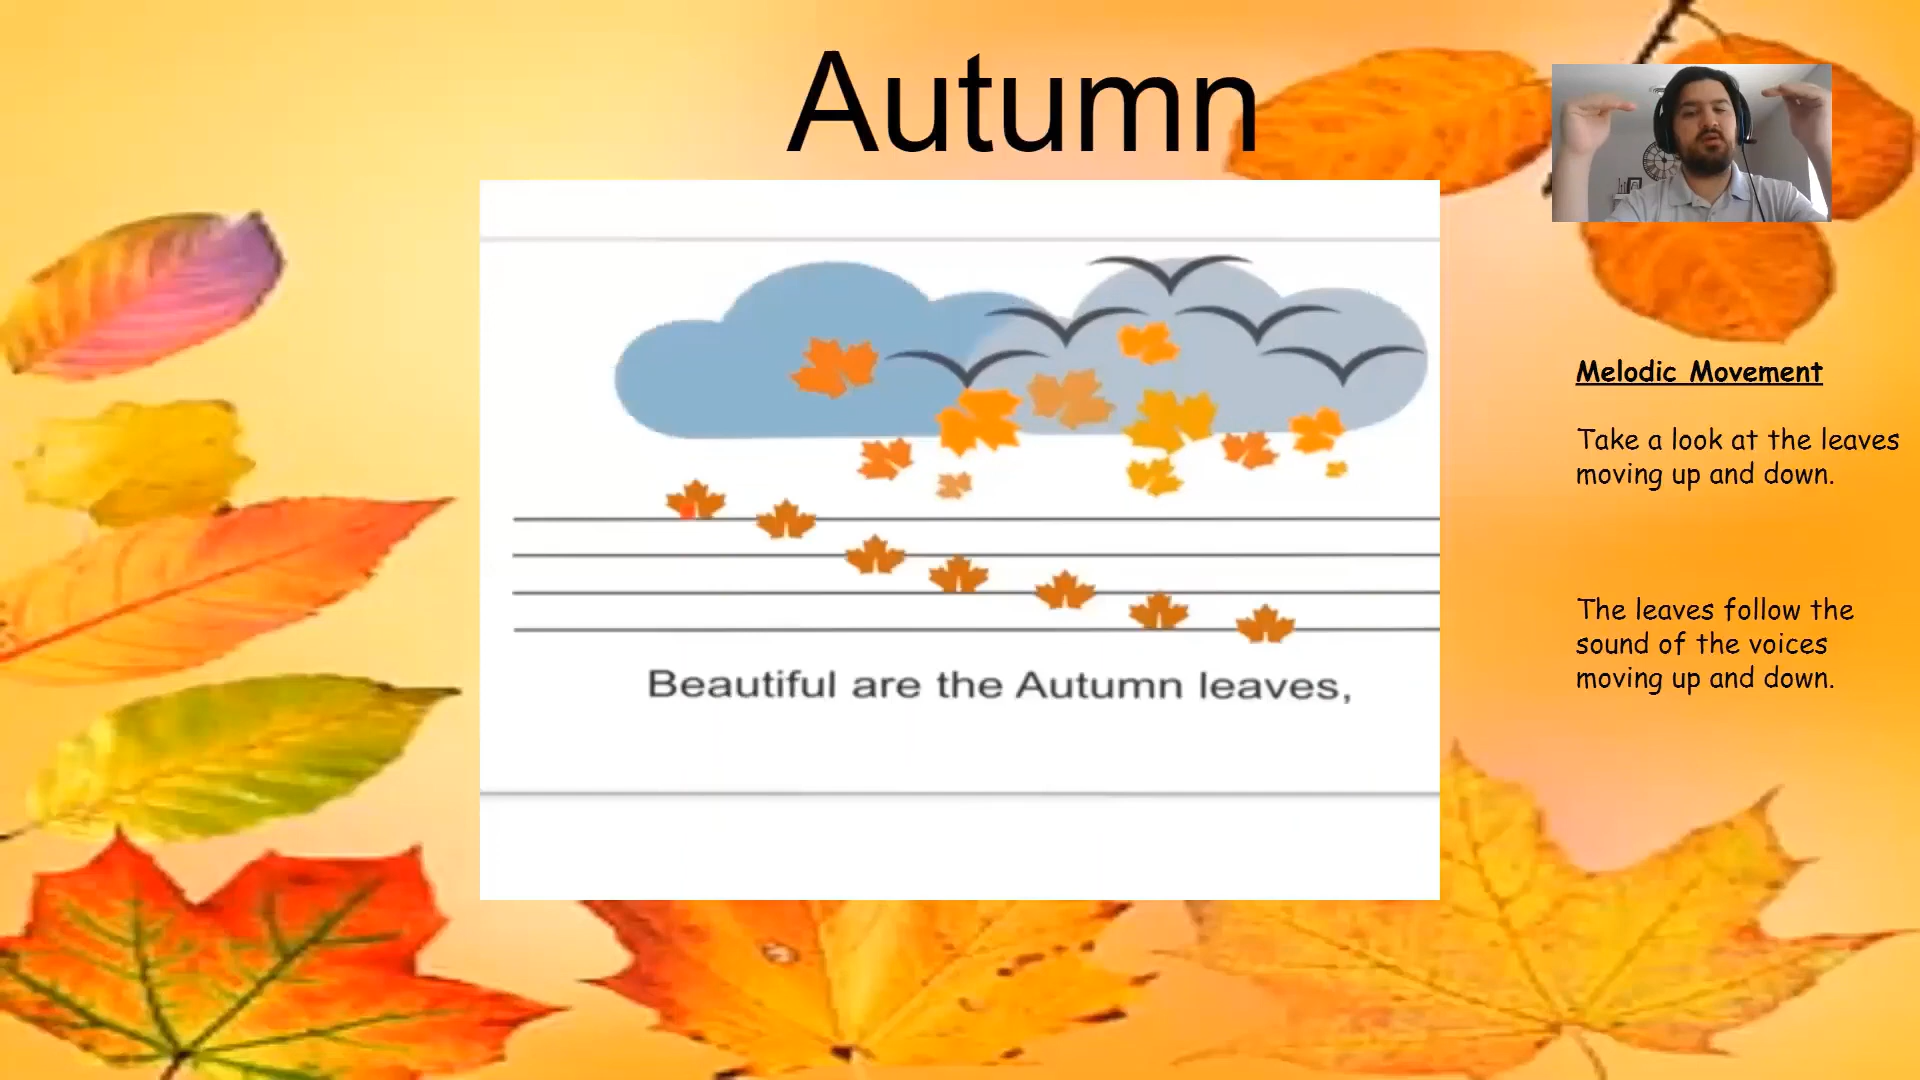 Autumn
Beautiful are the Autumn leaves,
Melodic Movement
Take a look at the leaves
moving up and down.
The leaves follow the
sound of the voices
moving up and down.